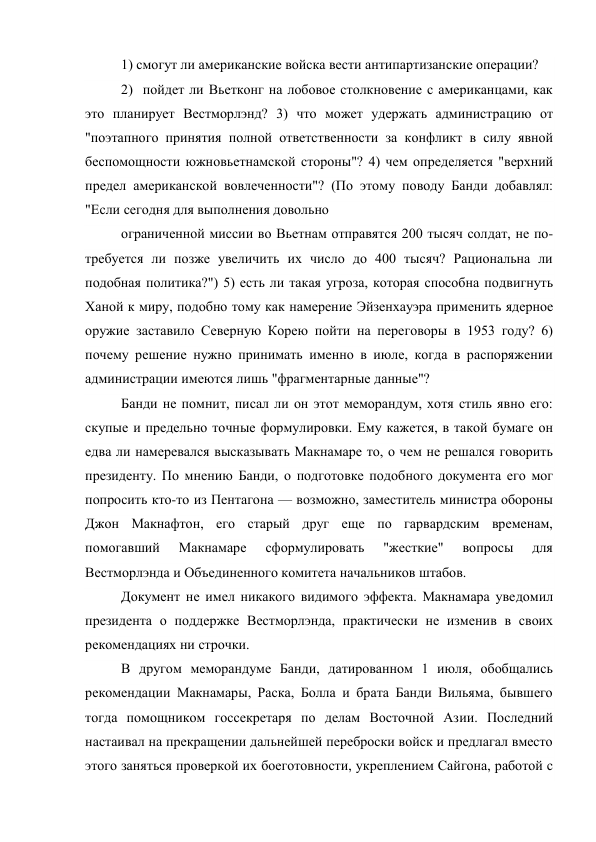 1) смогут ли американские войска вести антипартизанские операции?
2) пойдет ли Вьетконг на лобовое столкновение с американцами, как
это планирует Вестморлэнд? 3) что может удержать администрацию от
"поэтапного принятия полной ответственности за конфликт в силу явной
беспомощности южновьетнамской стороны"? 4) чем определяется "верхний
предел американской вовлеченности"? (По этому поводу Банди добавлял:
"Если сегодня для выполнения довольно
ограниченной миссии во Вьетнам отправятся 200 тысяч солдат, не по-
требуется ли позже увеличить их число до 400 тысяч? Рациональна ли
подобная политика?") 5) есть ли такая угроза, которая способна подвигнуть
Ханой к миру, подобно тому как намерение Эйзенхауэра применить ядерное
оружие заставило Северную Корею пойти на переговоры в 1953 году? 6)
почему решение нужно принимать именно в июле, когда в распоряжении
администрации имеются лишь "фрагментарные данные"?
Банди не помнит, писал ли он этот меморандум, хотя стиль явно его:
скупые и предельно точные формулировки. Ему кажется, в такой бумаге он
едва ли намеревался высказывать Макнамаре то, о чем не решался говорить
президенту. По мнению Банди, о подготовке подобного документа его мог
попросить кто-то из Пентагона — возможно, заместитель министра обороны
Джон Макнафтон, его старый друг еще по гарвардским временам,
помогавший Макнамаре сформулировать "жесткие" вопросы для
Вестморлэнда и Объединенного комитета начальников штабов.
Документ не имел никакого видимого эффекта. Макнамара уведомил
президента о поддержке Вестморлэнда, практически не изменив в своих
рекомендациях ни строчки.
В другом меморандуме Банди, датированном 1 июля, обобщались
рекомендации Макнамары, Раска, Болла и брата Банди Вильяма, бывшего
тогда помощником госсекретаря по делам Восточной Азии. Последний
настаивал на прекращении дальнейшей переброски войск и предлагал вместо
этого заняться проверкой их боеготовности, укреплением Сайгона, работой с